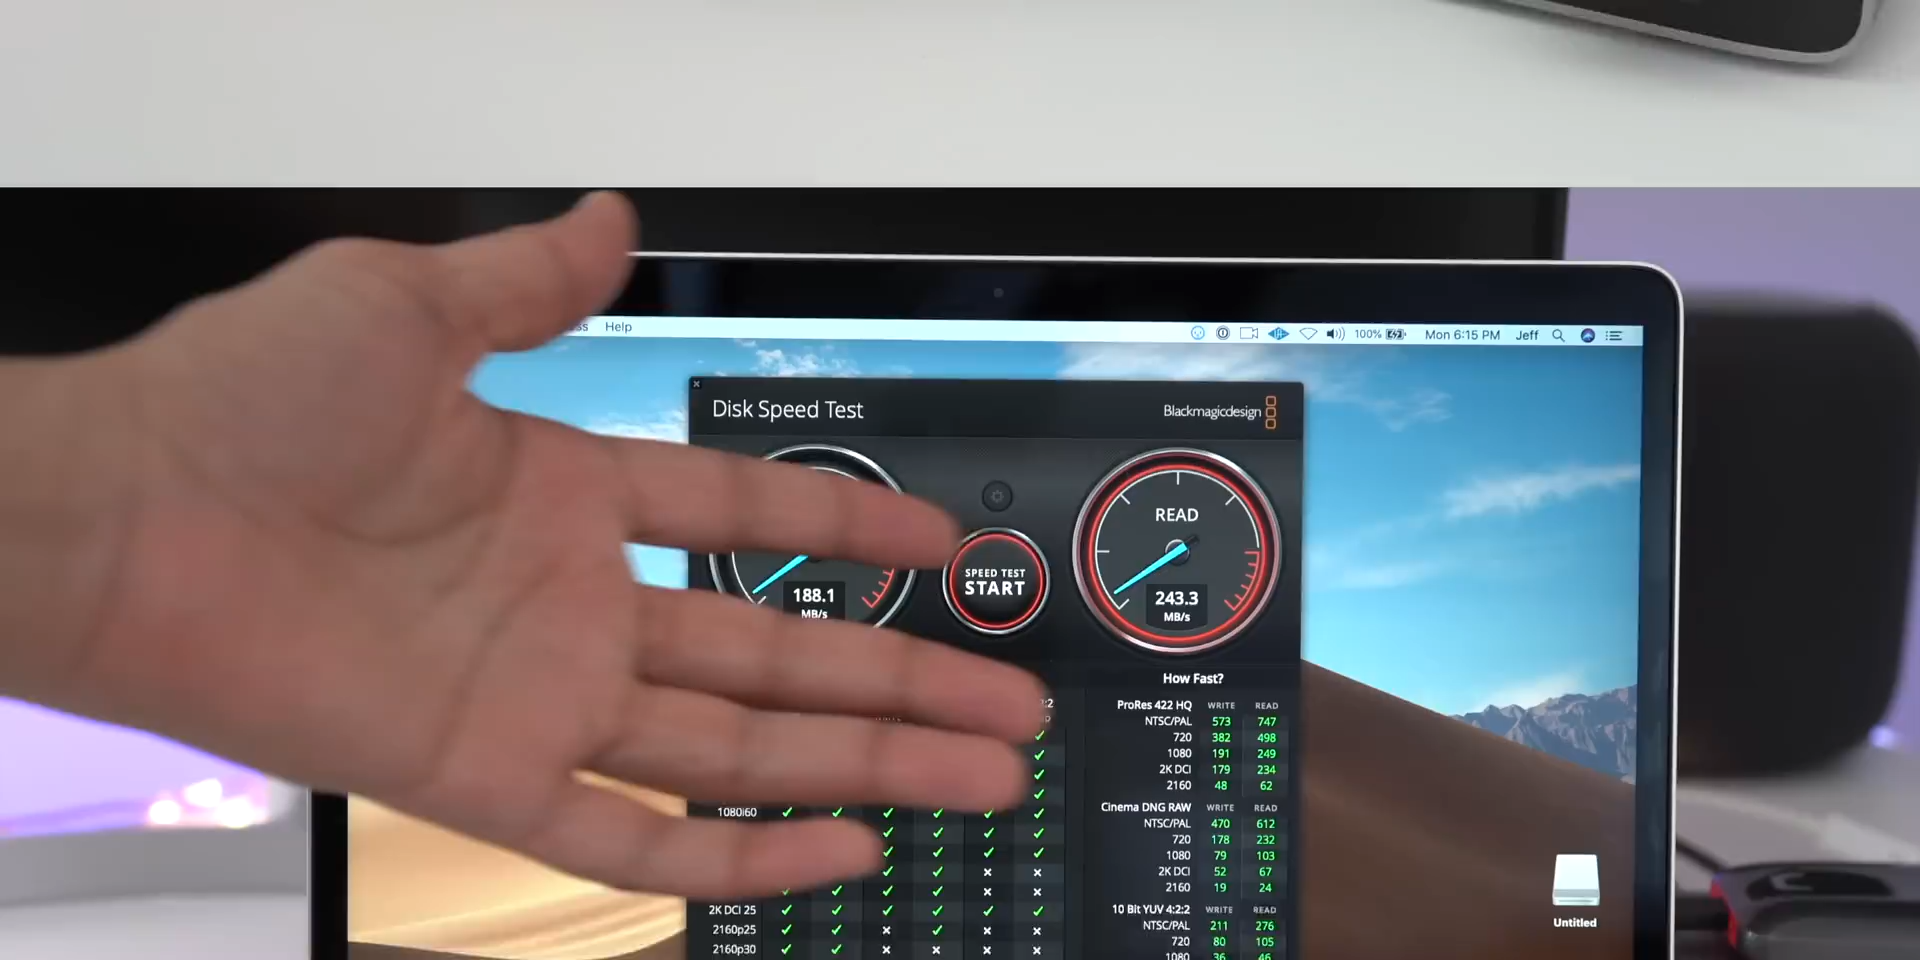 Help
100%
Mon 6:15 PM
Jeff
Disk Speed Test
Blackmagicdesign
188.1
MB/s
SPEED TEST
START
READ
243.3
MB/s
How Fast?
ProRes 422 HQ WRITE READ
NTSC/PAL 573 747
720 382 498
1080 191 249
2K DCI 179 234
2160 48 62
Cinema DNG RAW WRITE READ
NTSC/PAL 470 612
720 178 232
1080 79 103
2K DCI 52 67
2160 19 24
10 Bit YUV 4:2:2 WRITE READ
NTSC/PAL 211 276
720 80 105
1080 36 46
1080i60
2K DCI 25
2160p25
2160p30
Untitled